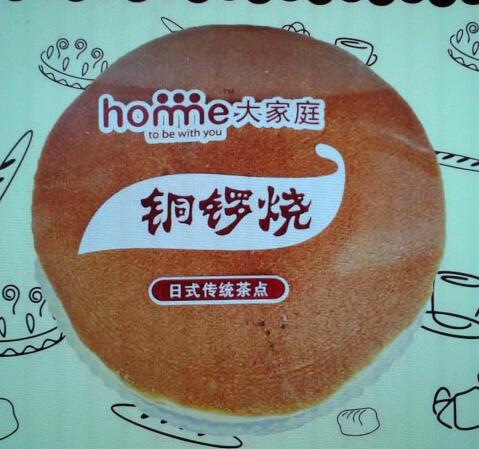 home大家庭
TM
to be with you
铜锣烧
日式传统茶点